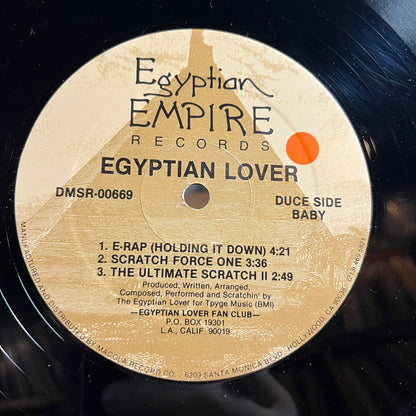 Egyptian
EMPIRE
RECORDS
EGYPTIAN LOVER
DMSR-00669
DUCE SIDE
BABY
1. E-RAP (HOLDING IT DOWN) 4:21
2. SCRATCH FORCE ONE 3:36
3. THE ULTIMATE SCRATCH II 2:49
Produced, Written, Arranged,
Composed, Performed and Scratchin' by
The Egyptian Lover for Tpyge Music (BMI)
—EGYPTIAN LOVER FAN CLUB—
P.O. BOX 19301
L.A., CALIF. 90019
MANUFACTURED AND DISTRIBUTED BY MACOLA RECORD CO. 6209 SANTA MONICA BLVD., HOLLYWOOD, CA 90038